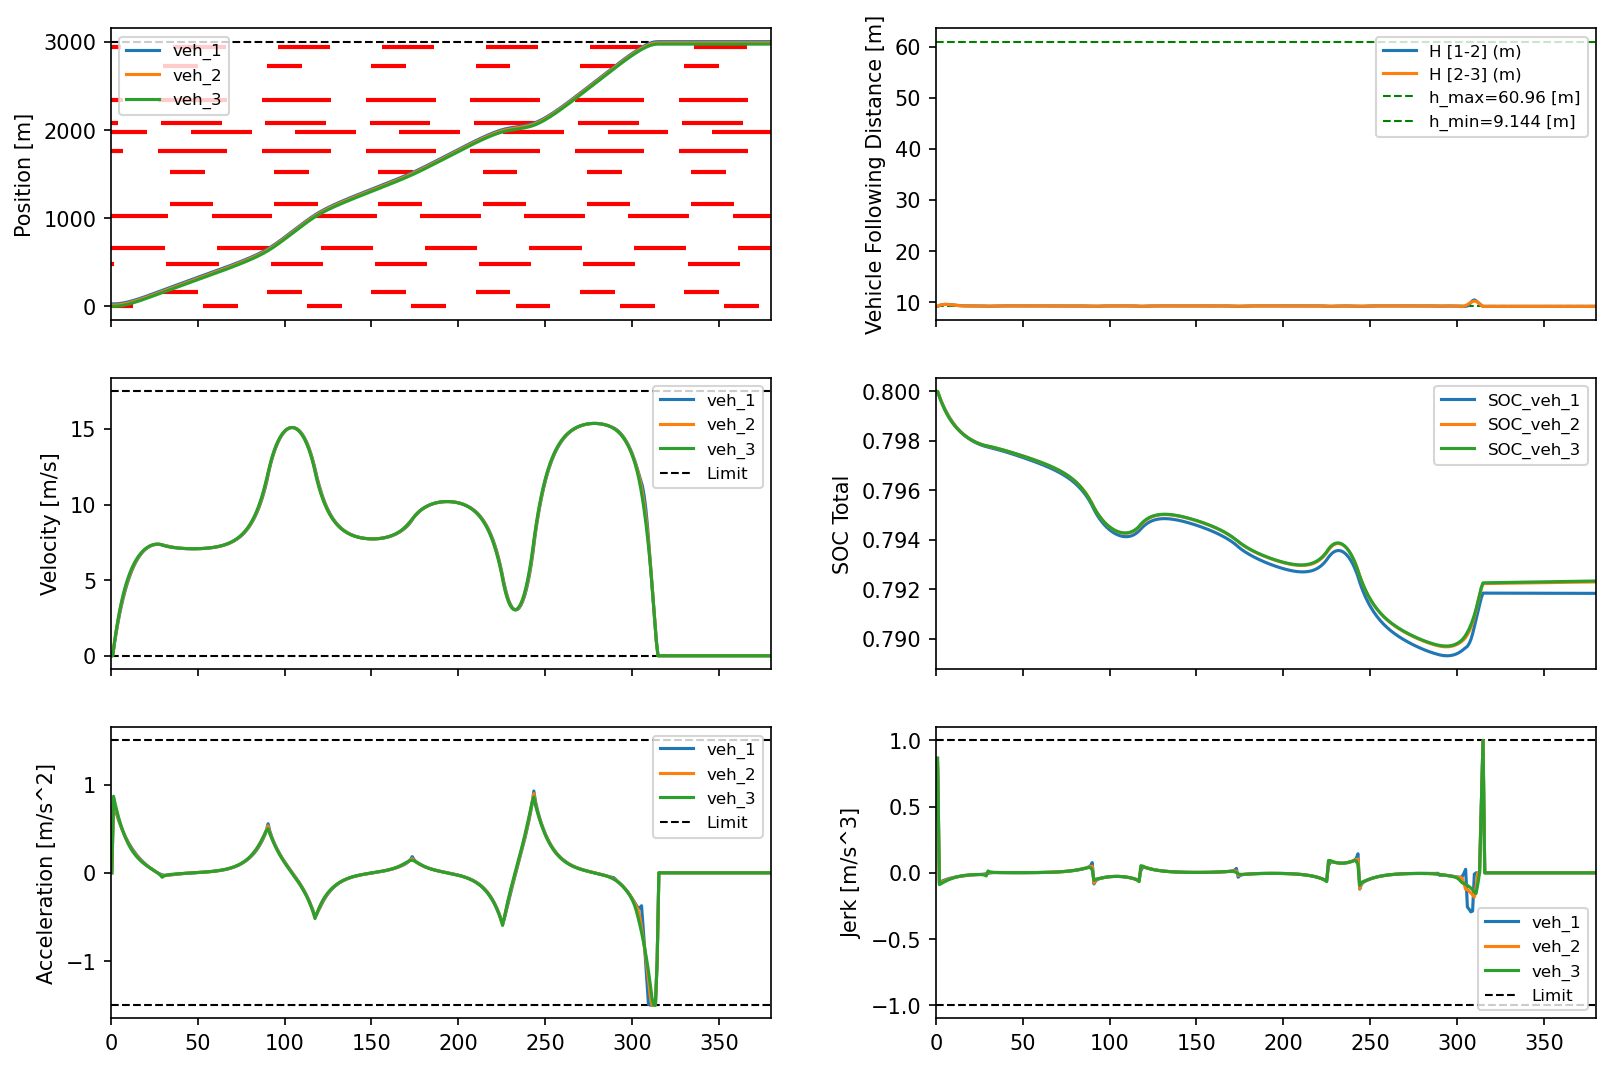 Position [m]
3000
2000
1000
0
veh_1
veh_2
veh_3
Vehicle Following Distance [m]
60
50
40
30
20
10
H [1-2] (m)
H [2-3] (m)
h_max=60.96 [m]
h_min=9.144 [m]
Velocity [m/s]
15
10
5
0
veh_1
veh_2
veh_3
Limit
SOC Total
0.800
0.798
0.796
0.794
0.792
0.790
SOC_veh_1
SOC_veh_2
SOC_veh_3
Acceleration [m/s^2]
1
0
−1
veh_1
veh_2
veh_3
Limit
0 50 100 150 200 250 300 350
Jerk [m/s^3]
1.0
0.5
0.0
−0.5
−1.0
veh_1
veh_2
veh_3
Limit
0 50 100 150 200 250 300 350